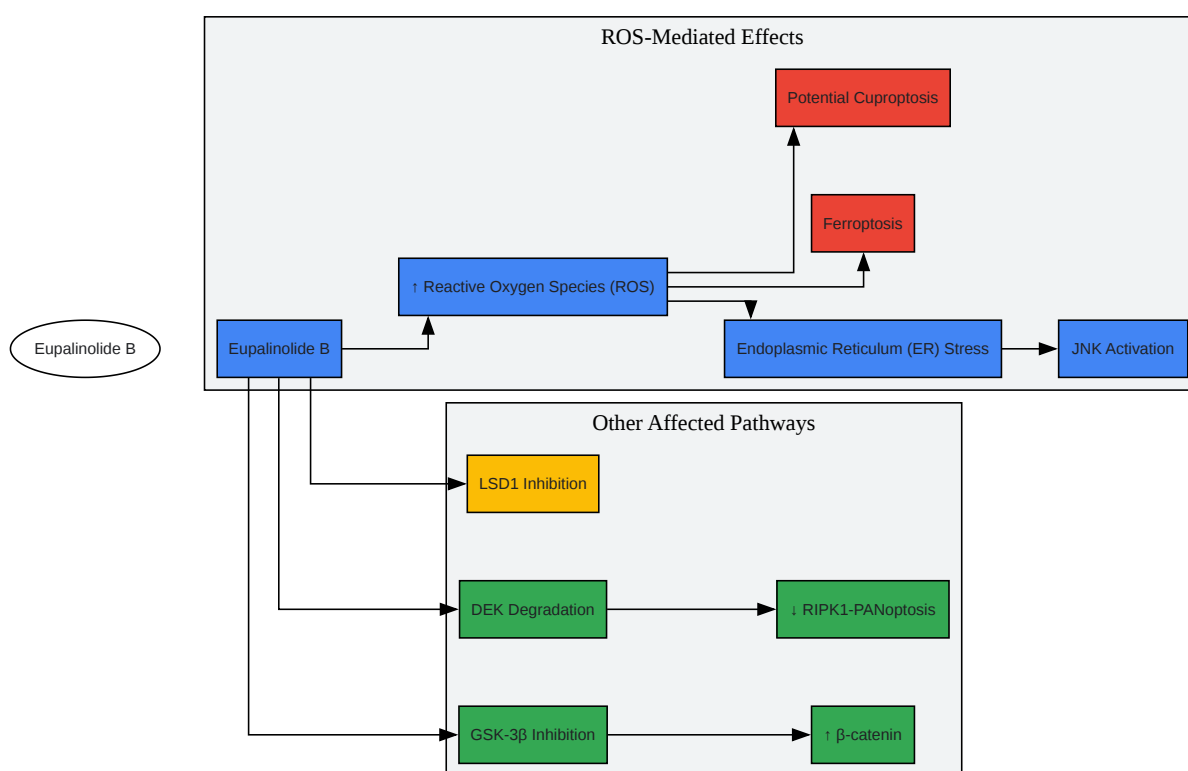 ROS-Mediated Effects
Potential Cuproptosis
Ferroptosis
↑ Reactive Oxygen Species (ROS)
Eupalinolide B
Eupalinolide B
Endoplasmic Reticulum (ER) Stress
JNK Activation
Other Affected Pathways
LSD1 Inhibition
DEK Degradation
↓ RIPK1-PANoptosis
GSK-3β Inhibition
↑ β-catenin